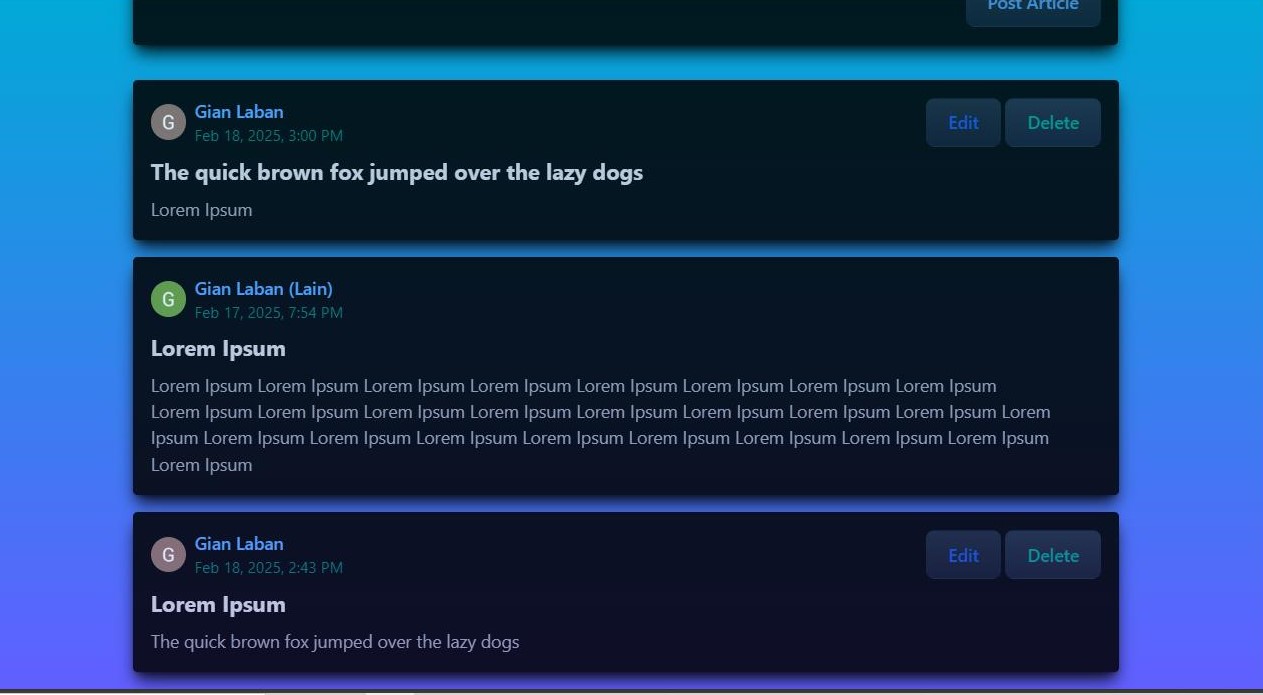 Post Article
G
Gian Laban
Edit
Delete
Feb 18, 2025, 3:00 PM
The quick brown fox jumped over the lazy dogs
Lorem Ipsum
G
Gian Laban (Lain)
Feb 17, 2025, 7:54 PM
Lorem Ipsum
Lorem Ipsum Lorem Ipsum Lorem Ipsum Lorem Ipsum Lorem Ipsum Lorem Ipsum Lorem Ipsum Lorem Ipsum
Lorem Ipsum Lorem Ipsum Lorem Ipsum Lorem Ipsum Lorem Ipsum Lorem Ipsum Lorem Ipsum Lorem Ipsum Lorem
Ipsum Lorem Ipsum Lorem Ipsum Lorem Ipsum Lorem Ipsum Lorem Ipsum Lorem Ipsum Lorem Ipsum Lorem Ipsum
Lorem Ipsum
G
Gian Laban
Edit
Delete
Feb 18, 2025, 2:43 PM
Lorem Ipsum
The quick brown fox jumped over the lazy dogs